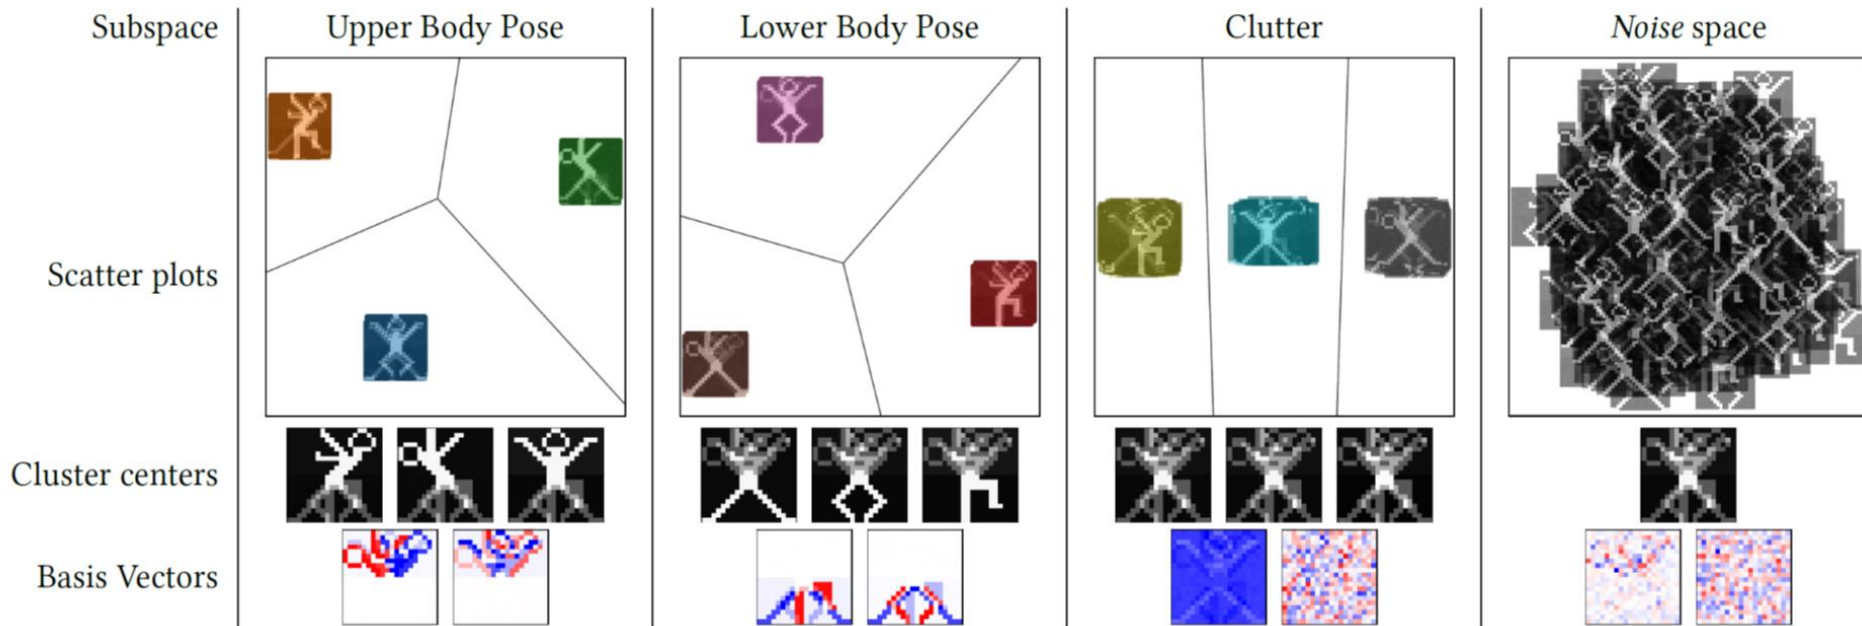 Subspace
Upper Body Pose
Lower Body Pose
Clutter
Noise space
Scatter plots
Cluster centers
Basis Vectors